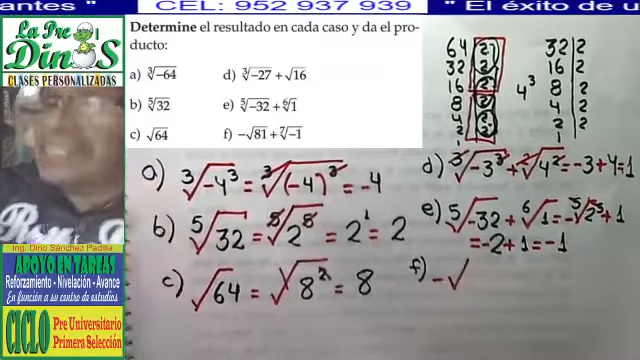 antes " CEL: 952 937 939 " El éxito de u
La Pre
DinoS
CLASES PERSONALIZADAS
Determine el resultado en cada caso y da el pro-
ducto:
a) ∛-64 d) ∛-27 + √16
b) ⁵√32 e) ⁵√-32 + ⁶√1
c) √64 f) -√81 + ⁷√-1
64 2 32 2
32 2 16 2
16 2 4³ 8 2
8 2 4 2
4 2 2 2
2 2 1
1
a) ³√-4³ = ³√(-4)³ = -4
b) ⁵√32 = ⁵√2⁵ = 2¹ = 2
c) √64 = √8² = 8
d) ³√-3³ + √4² = -3+4=1
e) ⁵√-32 + ⁶√1 = -⁵√2⁵ + 1
= -2+1=-1
f) -√
Ing. Dino Sánchez Padilla
APOYO EN TAREAS
Reforzamiento - Nivelación - Avance
En función a su centro de estudios
CICLO Pre Universitario
Primera Selección